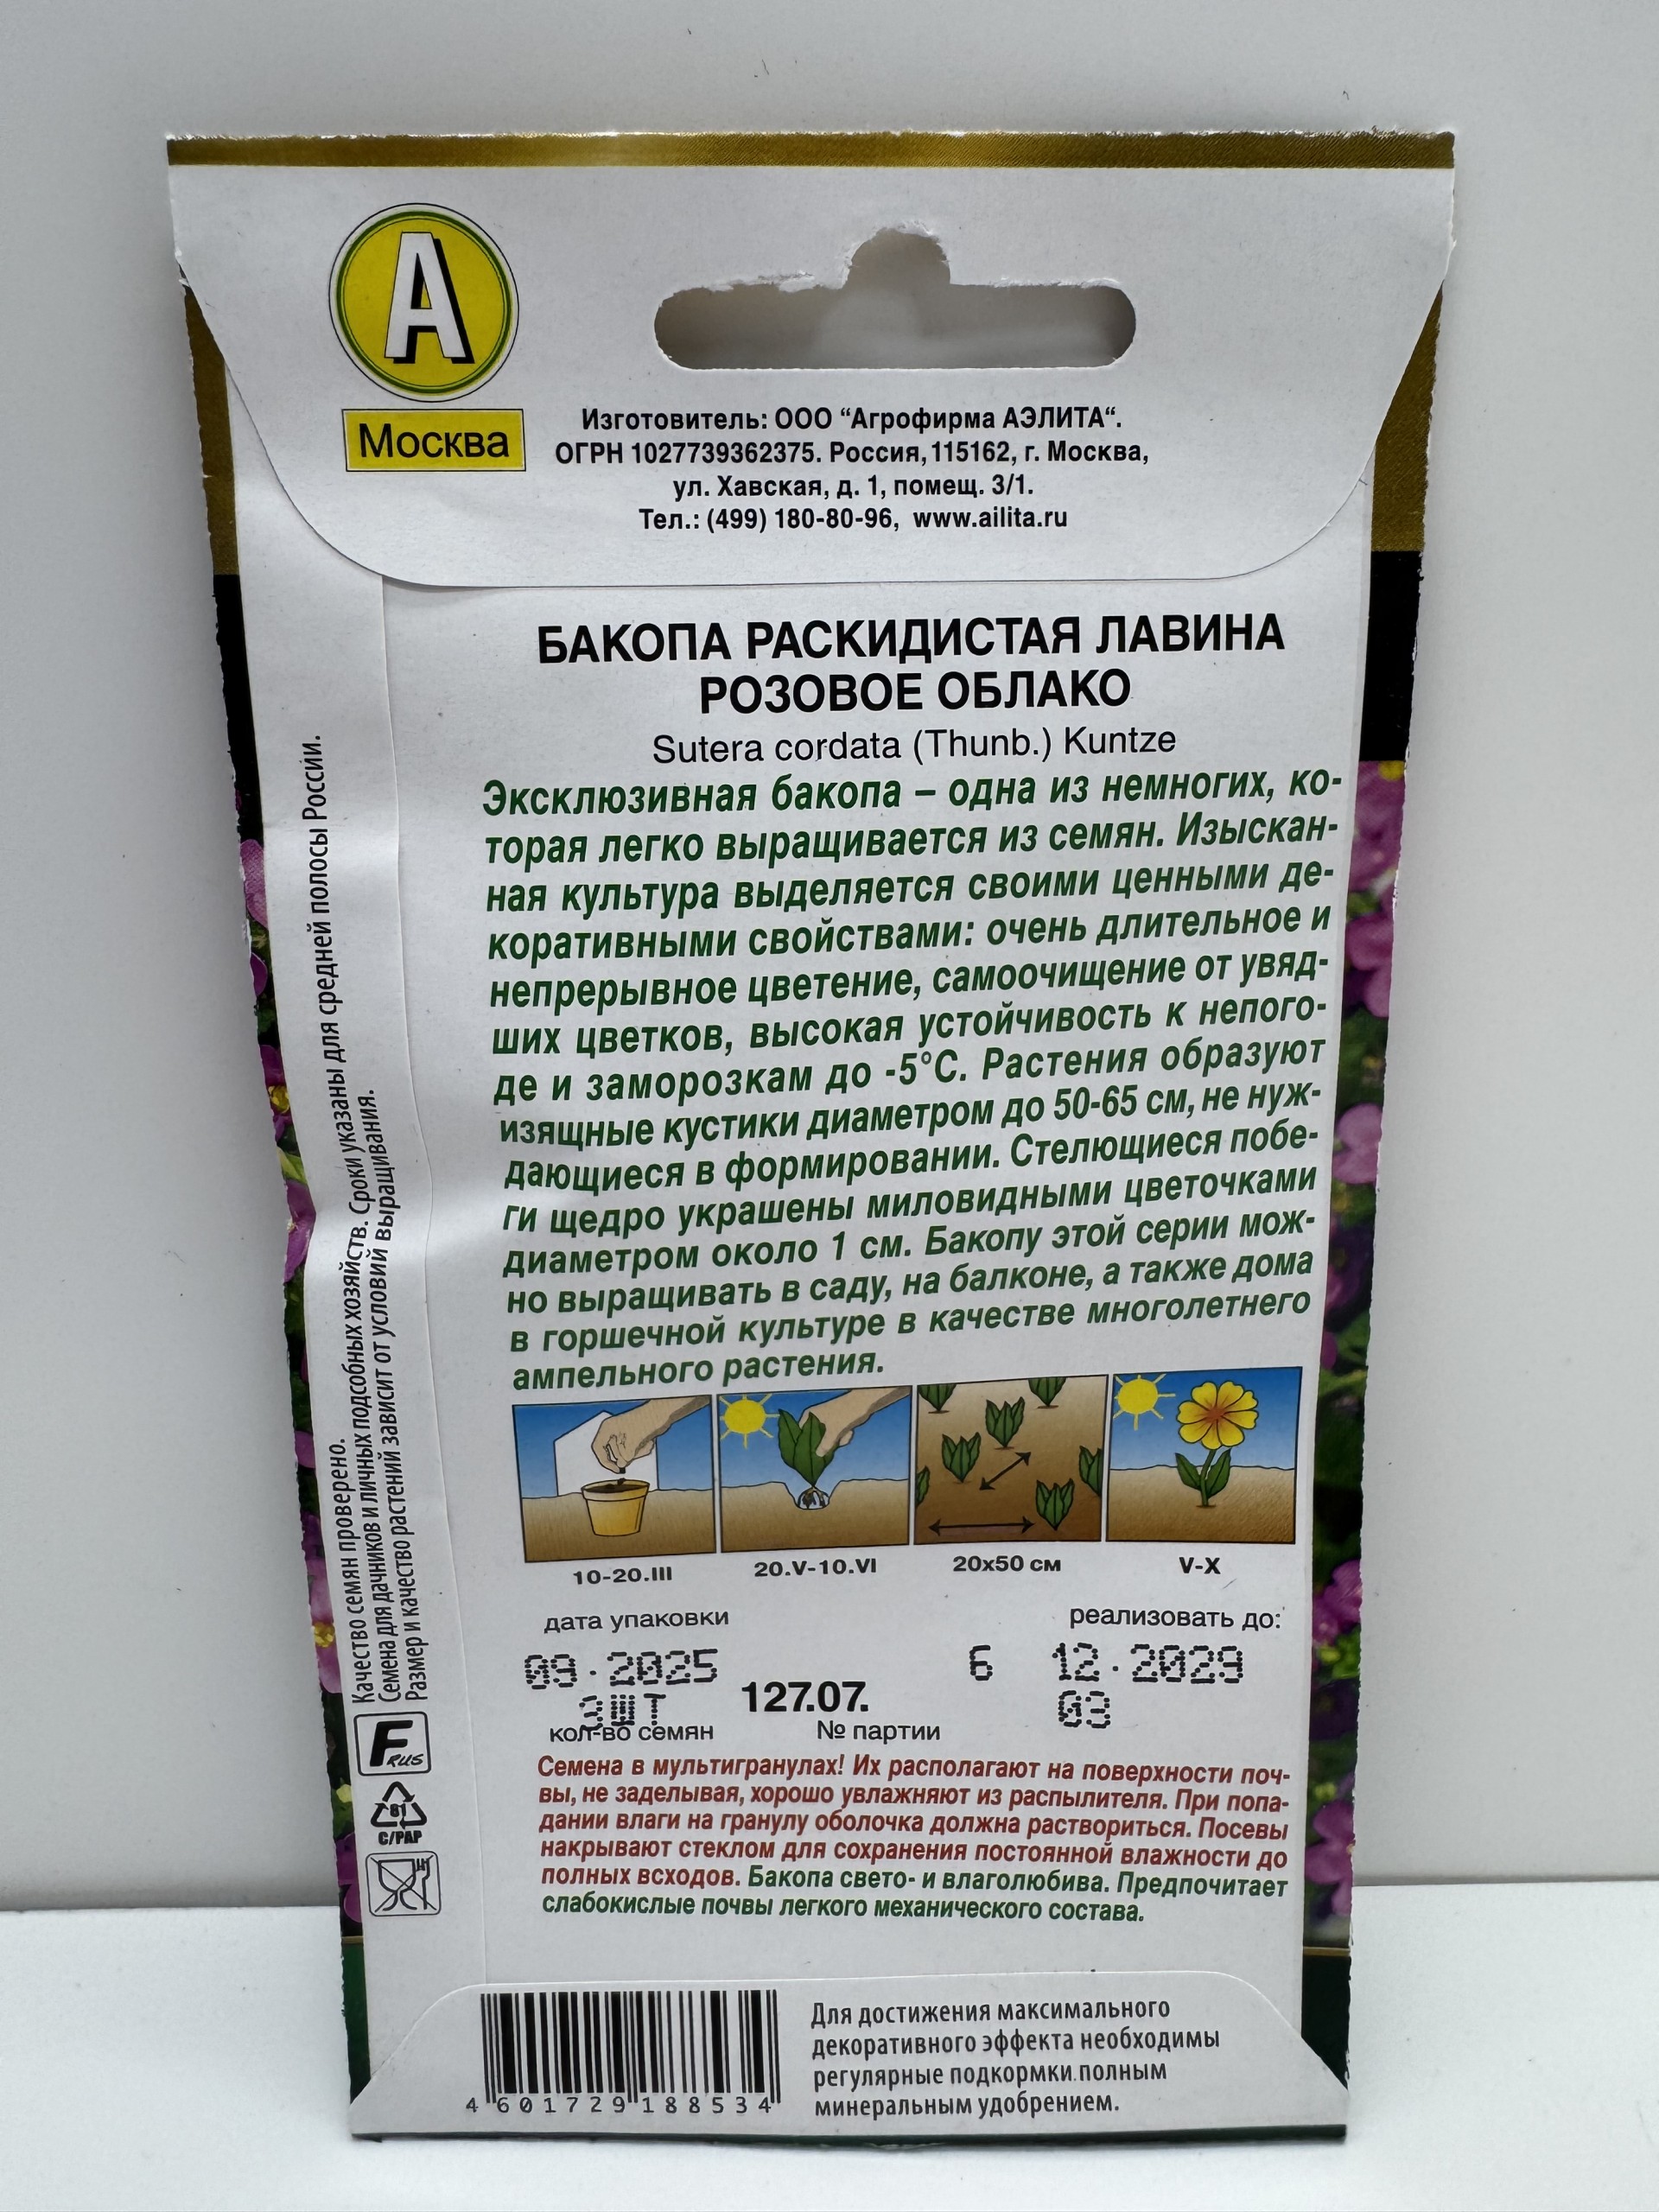 А
Москва
Изготовитель: ООО “Агрофирма АЭЛИТА“.
ОГРН 1027739362375. Россия, 115162, г. Москва,
ул. Хавская, д. 1, помещ. 3/1.
Тел.: (499) 180-80-96, www.ailita.ru
БАКОПА РАСКИДИСТАЯ ЛАВИНА
РОЗОВОЕ ОБЛАКО
Sutera cordata (Thunb.) Kuntze
Эксклюзивная бакопа – одна из немногих, ко-
торая легко выращивается из семян. Изыскан-
ная культура выделяется своими ценными де-
коративными свойствами: очень длительное и
непрерывное цветение, самоочищение от увяд-
ших цветков, высокая устойчивость к непого-
де и заморозкам до -5°С. Растения образуют
изящные кустики диаметром до 50-65 см, не нуж-
дающиеся в формировании. Стелющиеся побе-
ги щедро украшены миловидными цветочками
диаметром около 1 см. Бакопу этой серии мож-
но выращивать в саду, на балконе, а также дома
в горшечной культуре в качестве многолетнего
ампельного растения.
10-20.III
20.V-10.VI
20х50 см
V-X
дата упаковки
реализовать до:
09.2025
6
12.2029
3ШТ
127.07.
03
кол-во семян
№ партии
Семена в мультигранулах! Их располагают на поверхности поч-
вы, не заделывая, хорошо увлажняют из распылителя. При попа-
дании влаги на гранулу оболочка должна раствориться. Посевы
накрывают стеклом для сохранения постоянной влажности до
полных всходов. Бакопа свето- и влаголюбива. Предпочитает
слабокислые почвы легкого механического состава.
Качество семян проверено.
Семена для дачников и личных подсобных хозяйств. Сроки указаны для средней полосы России.
Размер и качество растений зависит от условий выращивания.
F RUS
81
C/PAP
4 601729 188534
Для достижения максимального
декоративного эффекта необходимы
регулярные подкормки полным
минеральным удобрением.